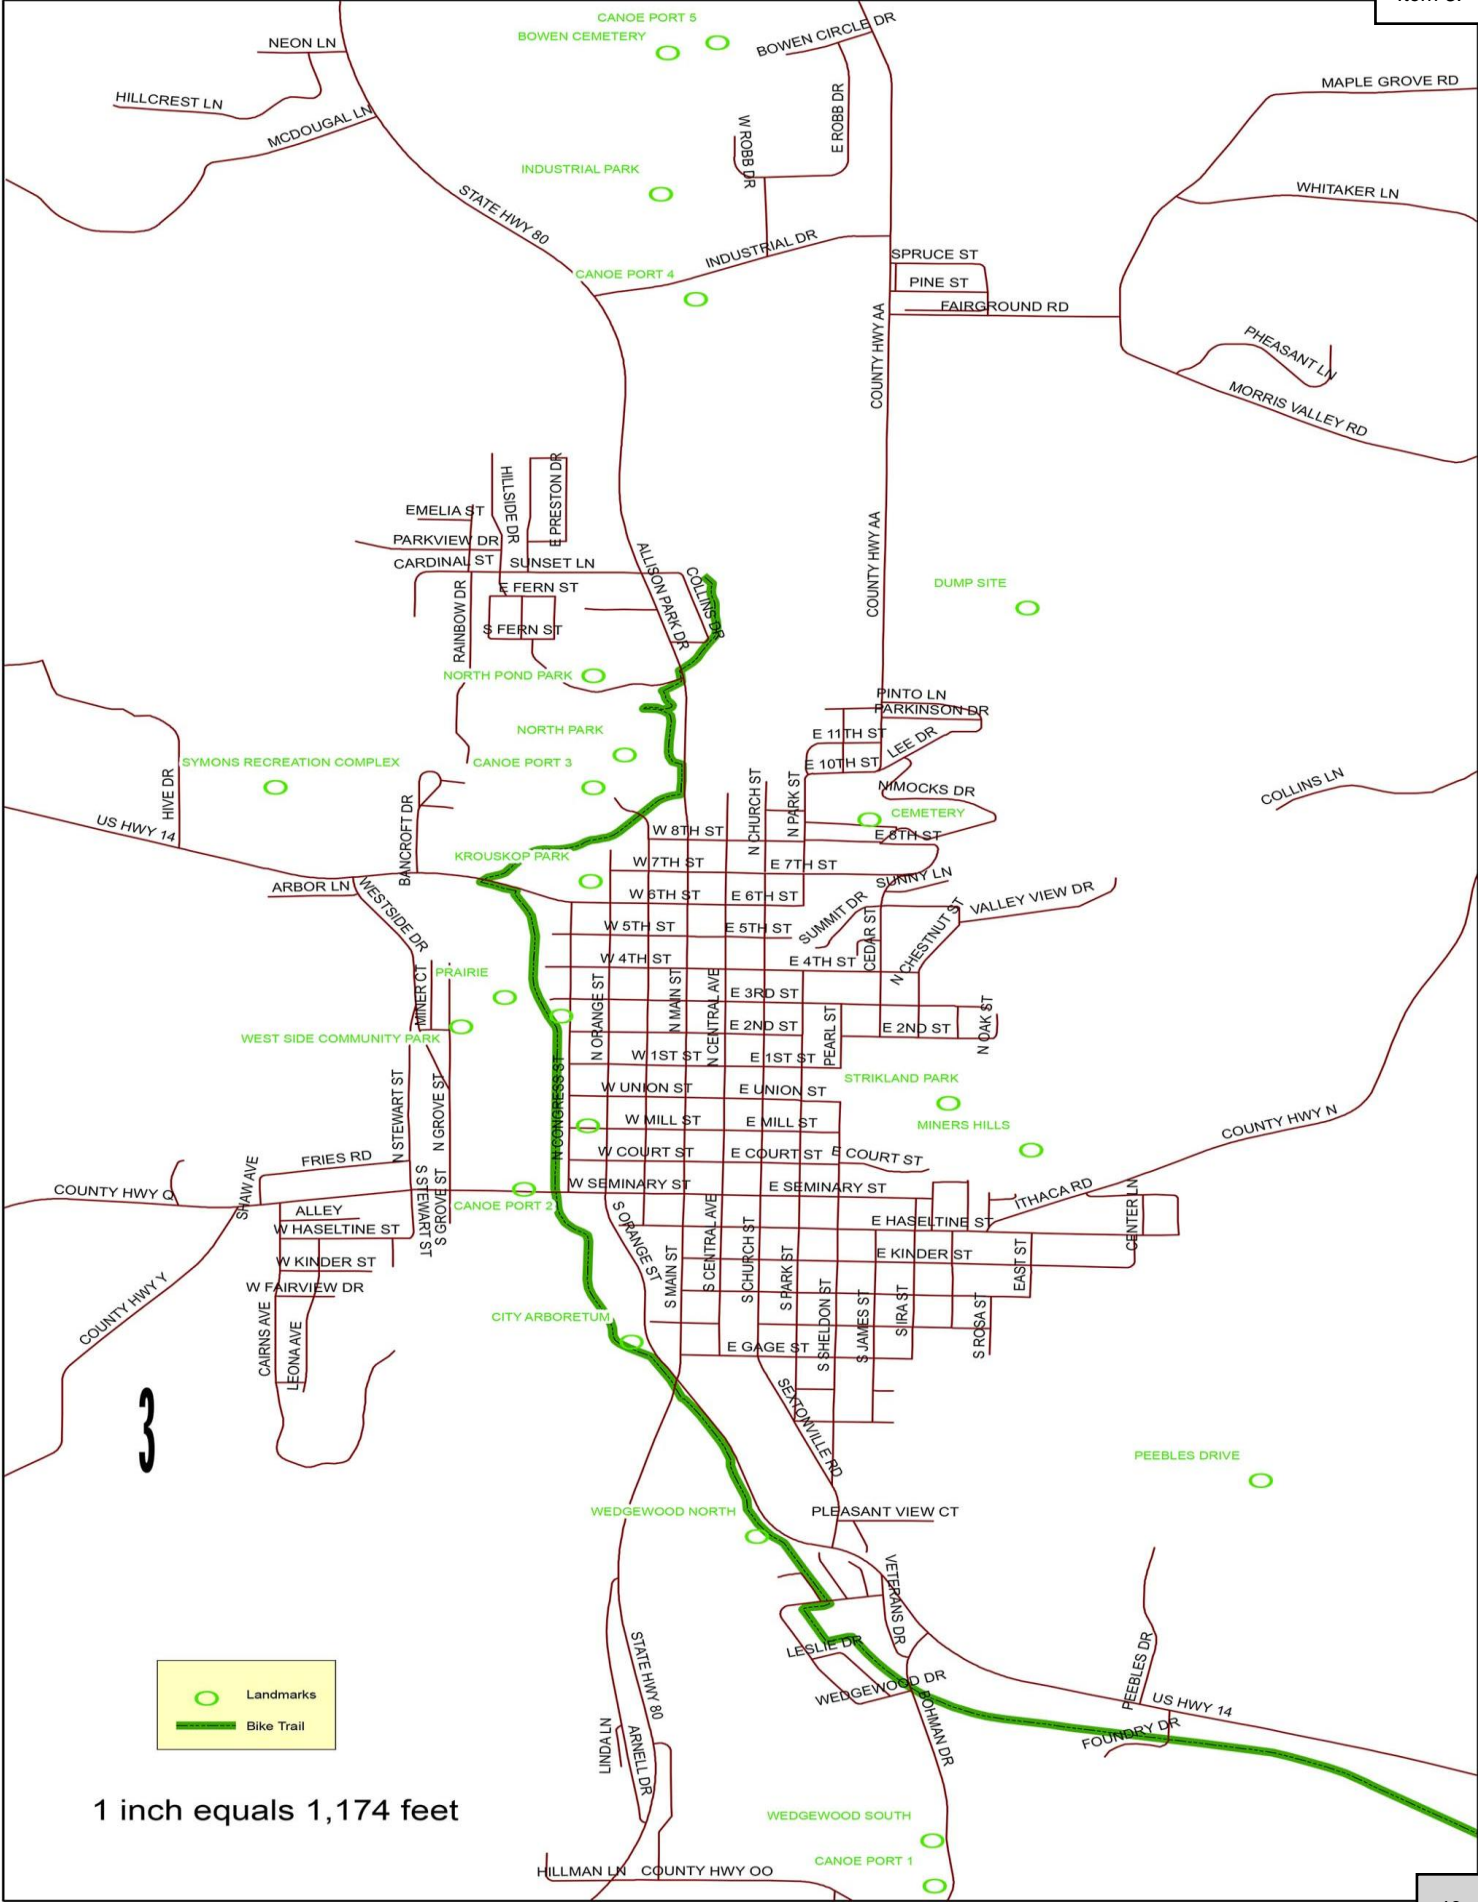 CANOE PORT 5
BOWEN CEMETERY
BOWEN CIRCLE DR
NEON LN
HILLCREST LN
MCDOUGAL LN
MAPLE GROVE RD
E ROBB DR
W ROBB DR
INDUSTRIAL PARK
WHITAKER LN
STATE HWY 80
INDUSTRIAL DR
CANOE PORT 4
SPRUCE ST
PINE ST
FAIRGROUND RD
COUNTY HWY AA
PHEASANT LN
MORRIS VALLEY RD
HILLSIDE DR
E PRESTON DR
EMELIA ST
PARKVIEW DR
CARDINAL ST
SUNSET LN
ALLISON PARK DR
COLLINS DR
COUNTY HWY AA
DUMP SITE
E FERN ST
RAINBOW DR
S FERN ST
NORTH POND PARK
PINTO LN
PARKINSON DR
NORTH PARK
E 11TH ST
LEE DR
SYMONS RECREATION COMPLEX
CANOE PORT 3
E 10TH ST
HIVE DR
N CHURCH ST
N PARK ST
NIMOCKS DR
COLLINS LN
CEMETERY
US HWY 14
BANCROFT DR
W 8TH ST
E 8TH ST
KROUSKOP PARK
W 7TH ST
E 7TH ST
ARBOR LN
WESTSIDE DR
SUNNY LN
W 6TH ST
E 6TH ST
VALLEY VIEW DR
SUMMIT DR
W 5TH ST
E 5TH ST
CEDAR ST
N CHESTNUT ST
W 4TH ST
E 4TH ST
PRAIRIE
MINER CT
N ORANGE ST
N MAIN ST
N CENTRAL AVE
E 3RD ST
E 2ND ST
PEARL ST
E 2ND ST
N OAK ST
WEST SIDE COMMUNITY PARK
W 1ST ST
E 1ST ST
N STEWART ST
N GROVE ST
N CONGRESS ST
W UNION ST
E UNION ST
STRIKLAND PARK
W MILL ST
E MILL ST
MINERS HILLS
COUNTY HWY N
W COURT ST
E COURT ST
E COURT ST
FRIES RD
COUNTY HWY Q
SHAW AVE
S STEWART ST
S GROVE ST
W SEMINARY ST
E SEMINARY ST
ITHACA RD
CENTER LN
CANOE PORT 2
ALLEY
W HASELTINE ST
S ORANGE ST
S CENTRAL AVE
E HASELTINE ST
W KINDER ST
S MAIN ST
S CHURCH ST
S PARK ST
E KINDER ST
EAST ST
W FAIRVIEW DR
COUNTY HWY Y
CAIRNS AVE
LEONA AVE
CITY ARBORETUM
S SHELDON ST
S JAMES ST
S IRA ST
S ROSA ST
E GAGE ST
3
SEXTONVILLE RD
PEEBLES DRIVE
WEDGEWOOD NORTH
PLEASANT VIEW CT
VETERANS DR
LESLIE DR
STATE HWY 80
WEDGEWOOD DR
PEEBLES DR
US HWY 14
BOHMAN DR
FOUNDRY DR
Landmarks
Bike Trail
LINDA LN
ARNELL DR
1 inch equals 1,174 feet
WEDGEWOOD SOUTH
CANOE PORT 1
HILLMAN LN
COUNTY HWY OO